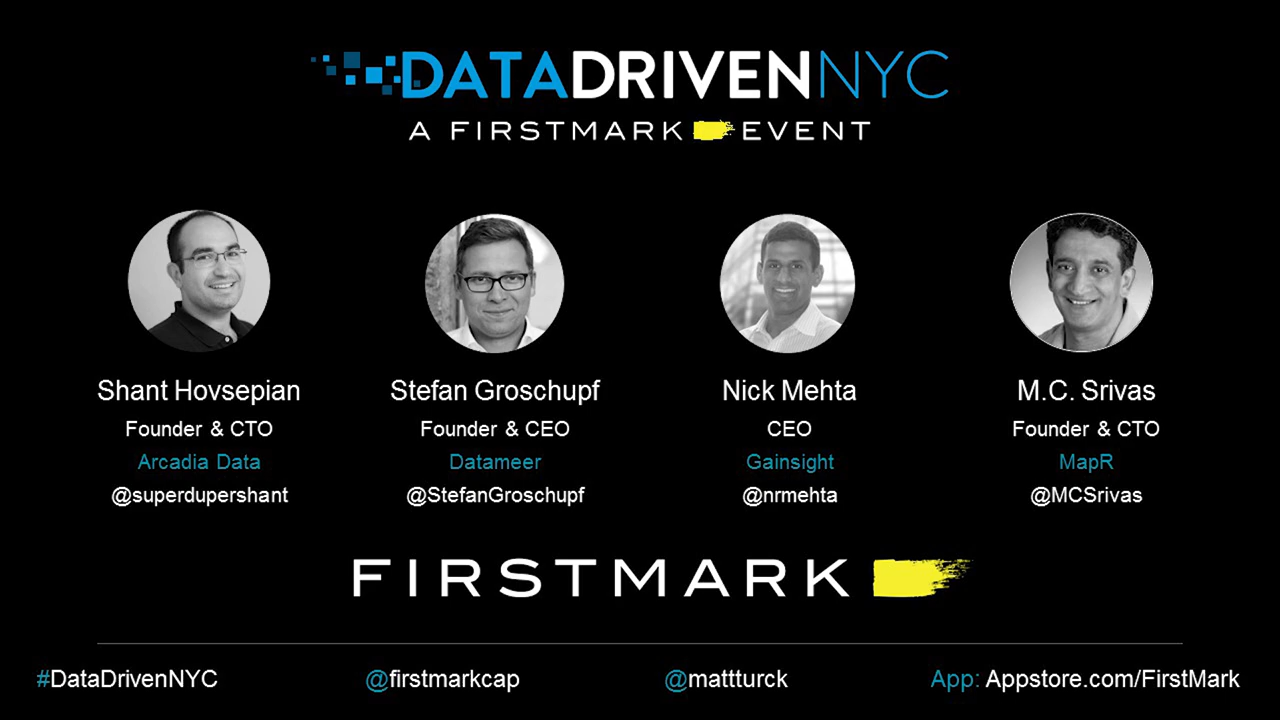 DATADRIVENNYC
A FIRSTMARK EVENT
Shant Hovsepian
Founder & CTO
Arcadia Data
@superdupershant
Stefan Groschupf
Founder & CEO
Datameer
@StefanGroschupf
Nick Mehta
CEO
Gainsight
@nrmehta
M.C. Srivas
Founder & CTO
MapR
@MCSrivas
FIRSTMARK
#DataDrivenNYC @firstmarkcap @mattturck App: Appstore.com/FirstMark